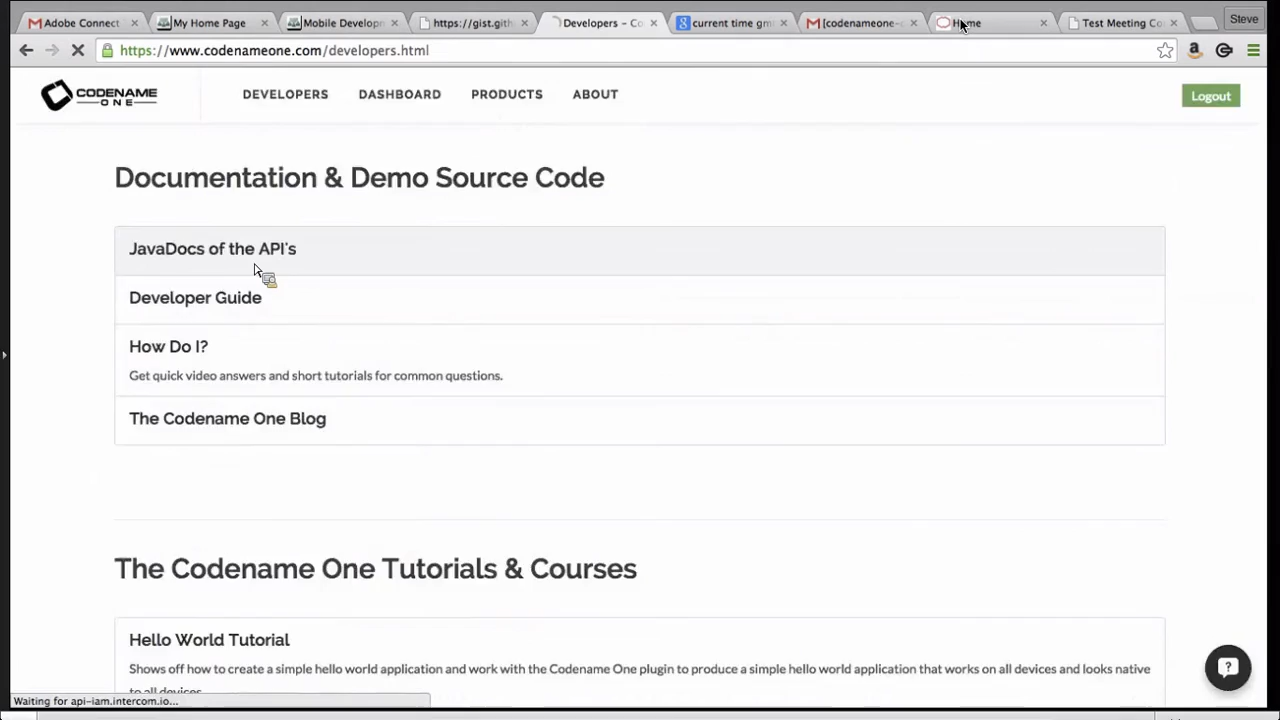 Adobe Connect
My Home Page
Mobile Develop
https://gist.gith
Developers – Co
current time gm
[codenameone-
Home
Test Meeting Co
Steve
https://www.codenameone.com/developers.html
CODENAME
ONE
DEVELOPERS
DASHBOARD
PRODUCTS
ABOUT
Logout
Documentation & Demo Source Code
JavaDocs of the API's
Developer Guide
How Do I?
Get quick video answers and short tutorials for common questions.
The Codename One Blog
The Codename One Tutorials & Courses
Hello World Tutorial
Shows off how to create a simple hello world application and work with the Codename One plugin to produce a simple hello world application that works on all devices and looks native
to all devices
Waiting for api-iam.intercom.io...